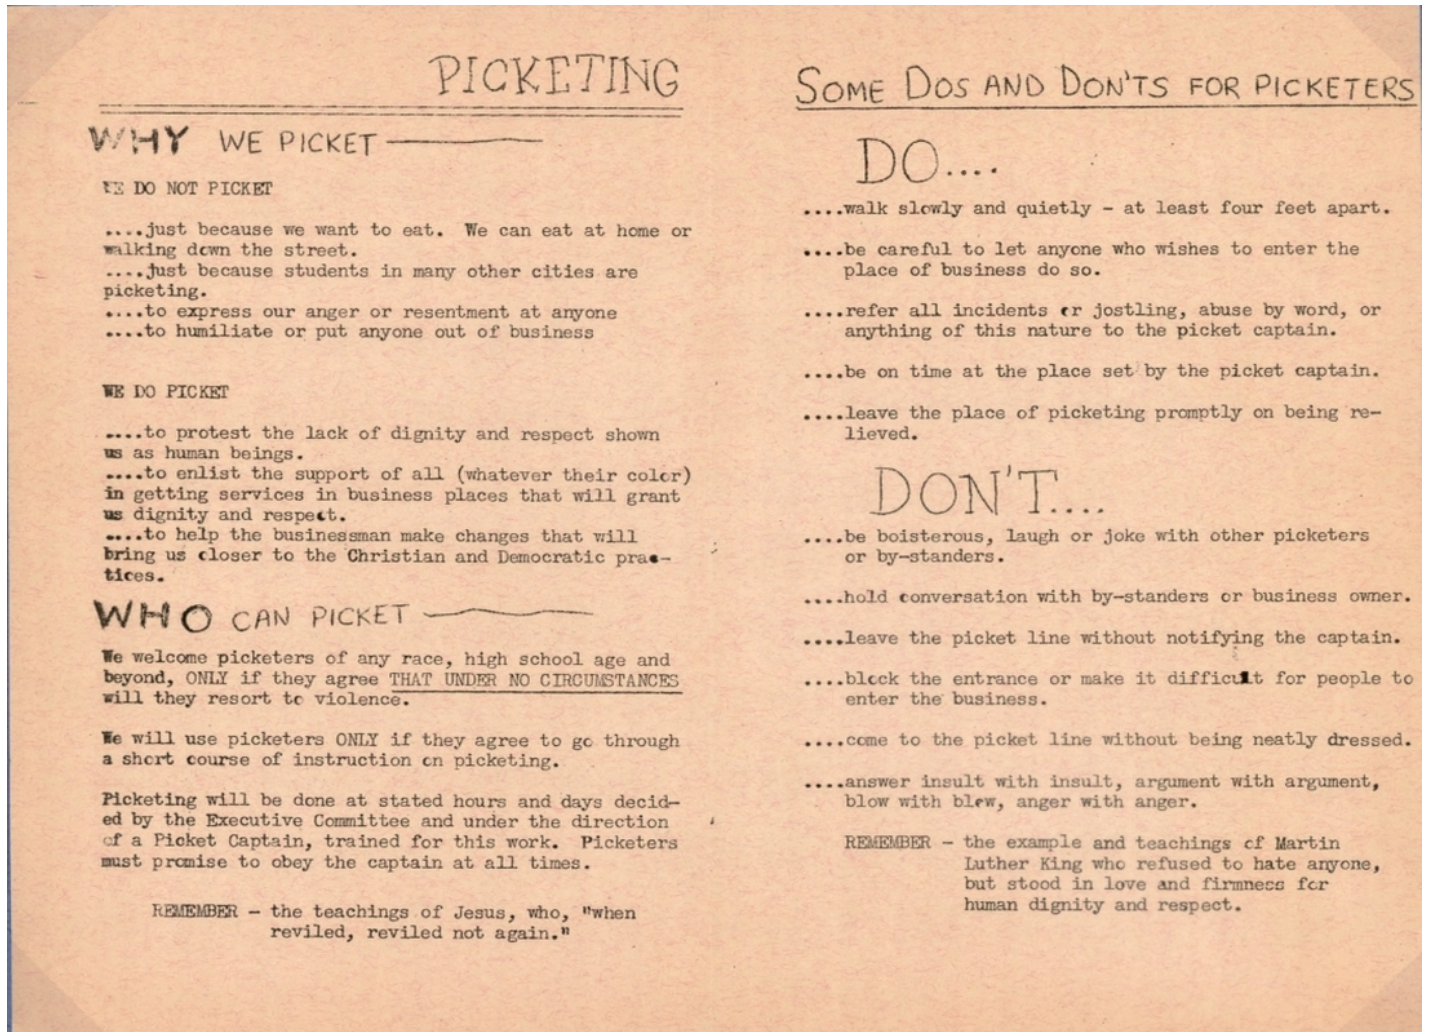 PICKETING
WHY WE PICKET
WE DO NOT PICKET
....just because we want to eat.  We can eat at home or
walking down the street.
....just because students in many other cities are
picketing.
....to express our anger or resentment at anyone
....to humiliate or put anyone out of business
WE DO PICKET
....to protest the lack of dignity and respect shown
us as human beings.
....to enlist the support of all (whatever their color)
in getting services in business places that will grant
us dignity and respect.
....to help the businessman make changes that will
bring us closer to the Christian and Democratic prac-
tices.
WHO CAN PICKET
We welcome picketers of any race, high school age and
beyond, ONLY if they agree THAT UNDER NO CIRCUMSTANCES
will they resort to violence.
We will use picketers ONLY if they agree to go through
a short course of instruction on picketing.
Picketing will be done at stated hours and days decid-
ed by the Executive Committee and under the direction
of a Picket Captain, trained for this work.  Picketers
must promise to obey the captain at all times.
REMEMBER - the teachings of Jesus, who, "when
reviled, reviled not again."
SOME DOS AND DON'TS FOR PICKETERS
DO....
....walk slowly and quietly - at least four feet apart.
....be careful to let anyone who wishes to enter the
place of business do so.
....refer all incidents or jostling, abuse by word, or
anything of this nature to the picket captain.
....be on time at the place set by the picket captain.
....leave the place of picketing promptly on being re-
lieved.
DON'T....
....be boisterous, laugh or joke with other picketers
or by-standers.
....hold conversation with by-standers or business owner.
....leave the picket line without notifying the captain.
....block the entrance or make it difficult for people to
enter the business.
....come to the picket line without being neatly dressed.
....answer insult with insult, argument with argument,
blow with blow, anger with anger.
REMEMBER - the example and teachings of Martin
Luther King who refused to hate anyone,
but stood in love and firmness for
human dignity and respect.